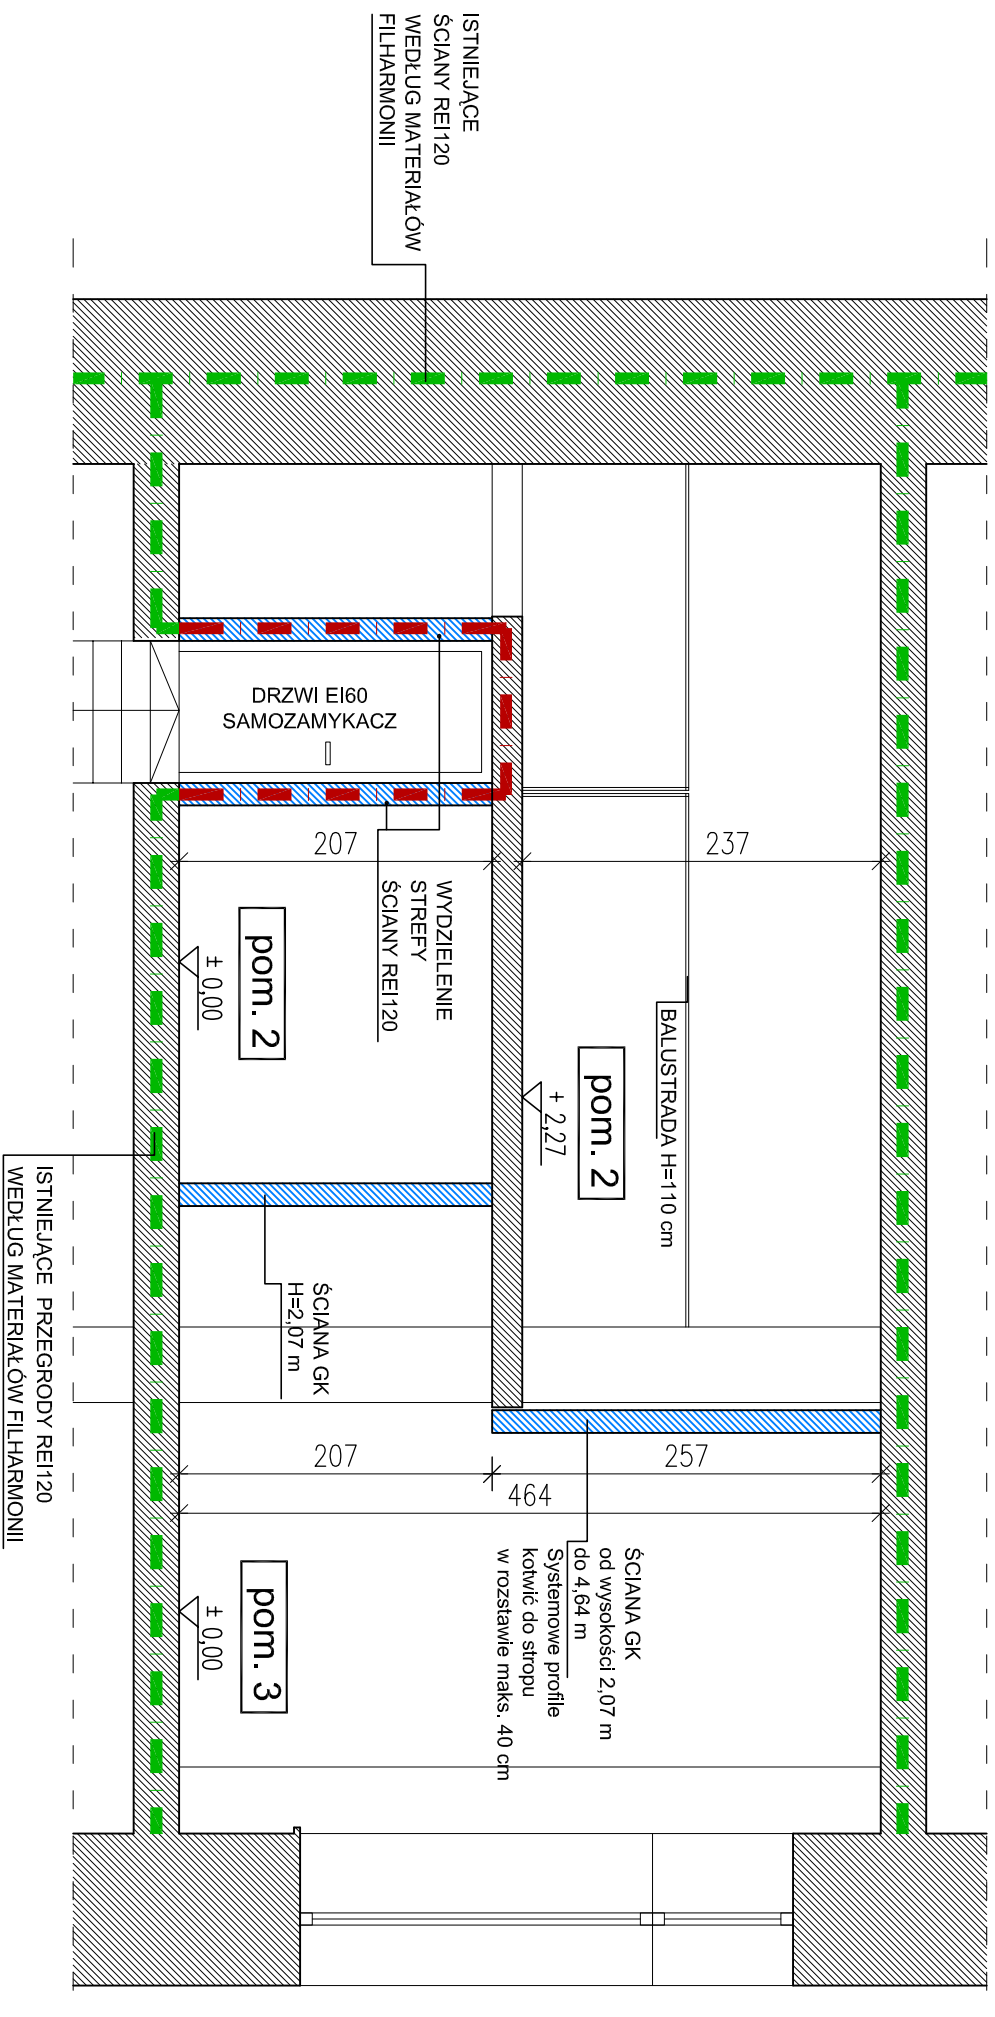 ISTNIEJĄCE
ŚCIANY REI120
WEDŁUG MATERIAŁÓW
FILHARMONII
DRZWI EI60
SAMOZAMYKACZ
207
237
WYDZIELENIE
STREFY
ŚCIANY REI120
pom. 2
± 0,00
BALUSTRADA H=110 cm
pom. 2
+ 2,27
ŚCIANA GK
H=2,07 m
207
257
464
ŚCIANA GK
od wysokości 2,07 m
do 4,64 m
Systemowe profile
kotwić do stropu
w rozstawie maks. 40 cm
pom. 3
± 0,00
ISTNIEJĄCE PRZEGRODY REI120
WEDŁUG MATERIAŁÓW FILHARMONII